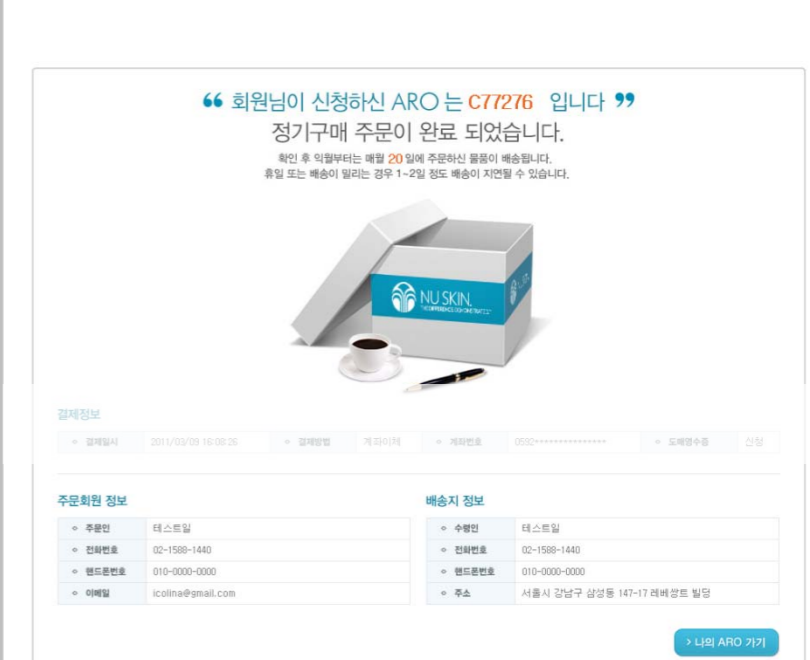 “ 회원님이 신청하신 ARO 는 C77276 입니다 ”
정기구매 주문이 완료 되었습니다.
확인 후 익월부터는 매월 20 일에 주문하신 물품이 배송됩니다.
휴일 또는 배송이 밀리는 경우 1~2일 정도 배송이 지연될 수 있습니다.
NU SKIN.
결제정보
결제일시 2011/03/09 16:08:26 결제방법 계좌이체 계좌번호 0592*************** 신청
주문회원 정보
주문인 테스트일
전화번호 02-1588-1440
핸드폰번호 010-0000-0000
이메일 icolina@gmail.com
배송지 정보
수령인 테스트일
전화번호 02-1588-1440
핸드폰번호 010-0000-0000
주소 서울시 강남구 삼성동 147-17 레베쌍트 빌딩
> 나의 ARO 가기